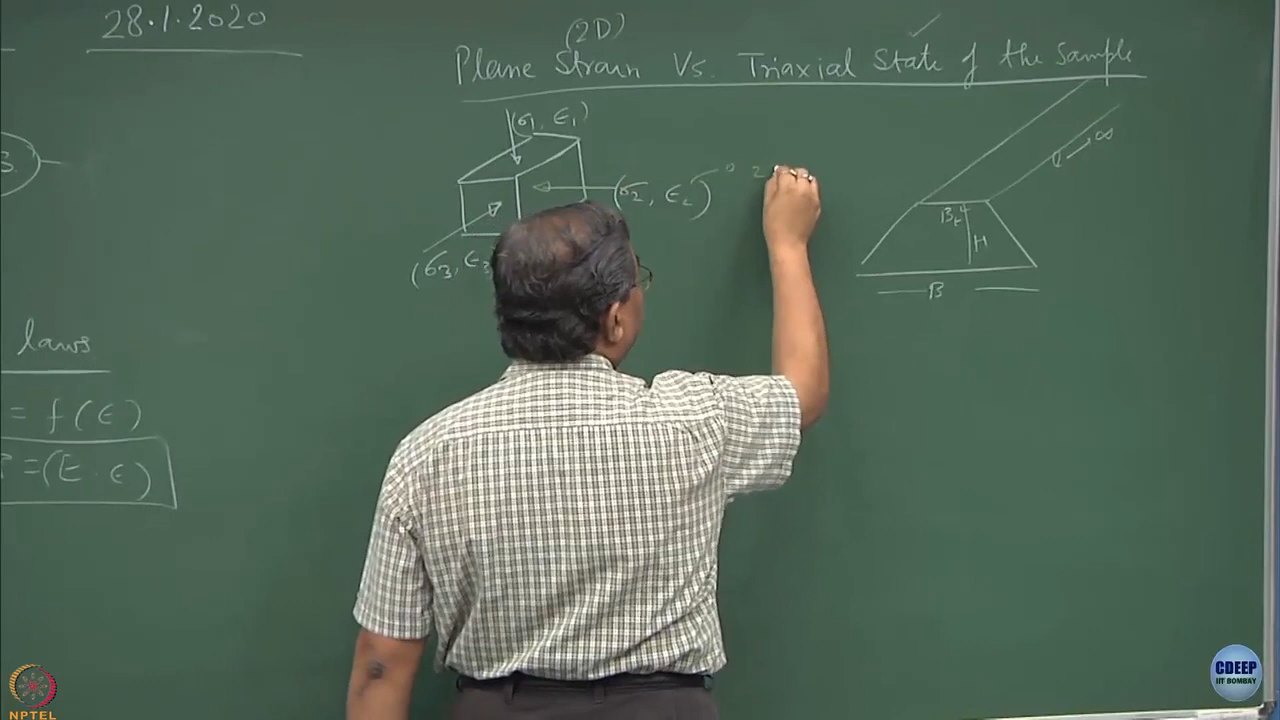 28.1.2020
(2D)
Plane Strain Vs. Triaxial State of the Sample
(σ1, ε1)
(σ2, ε2)
(σ3, ε3
∞
Bt
H
B
S.
laws
= f(ε)
=(E · ε)
NPTEL
CDEEP
IIT BOMBAY